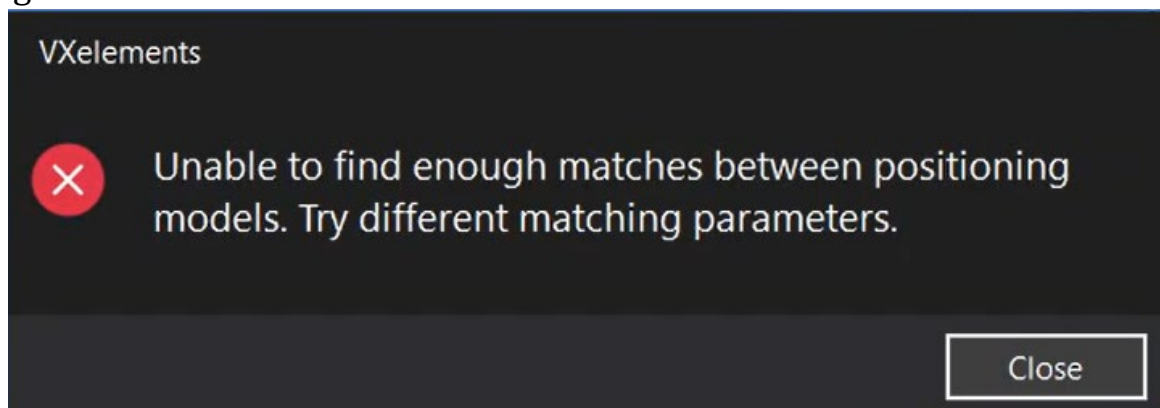 VXelements
Unable to find enough matches between positioning
models. Try different matching parameters.
Close